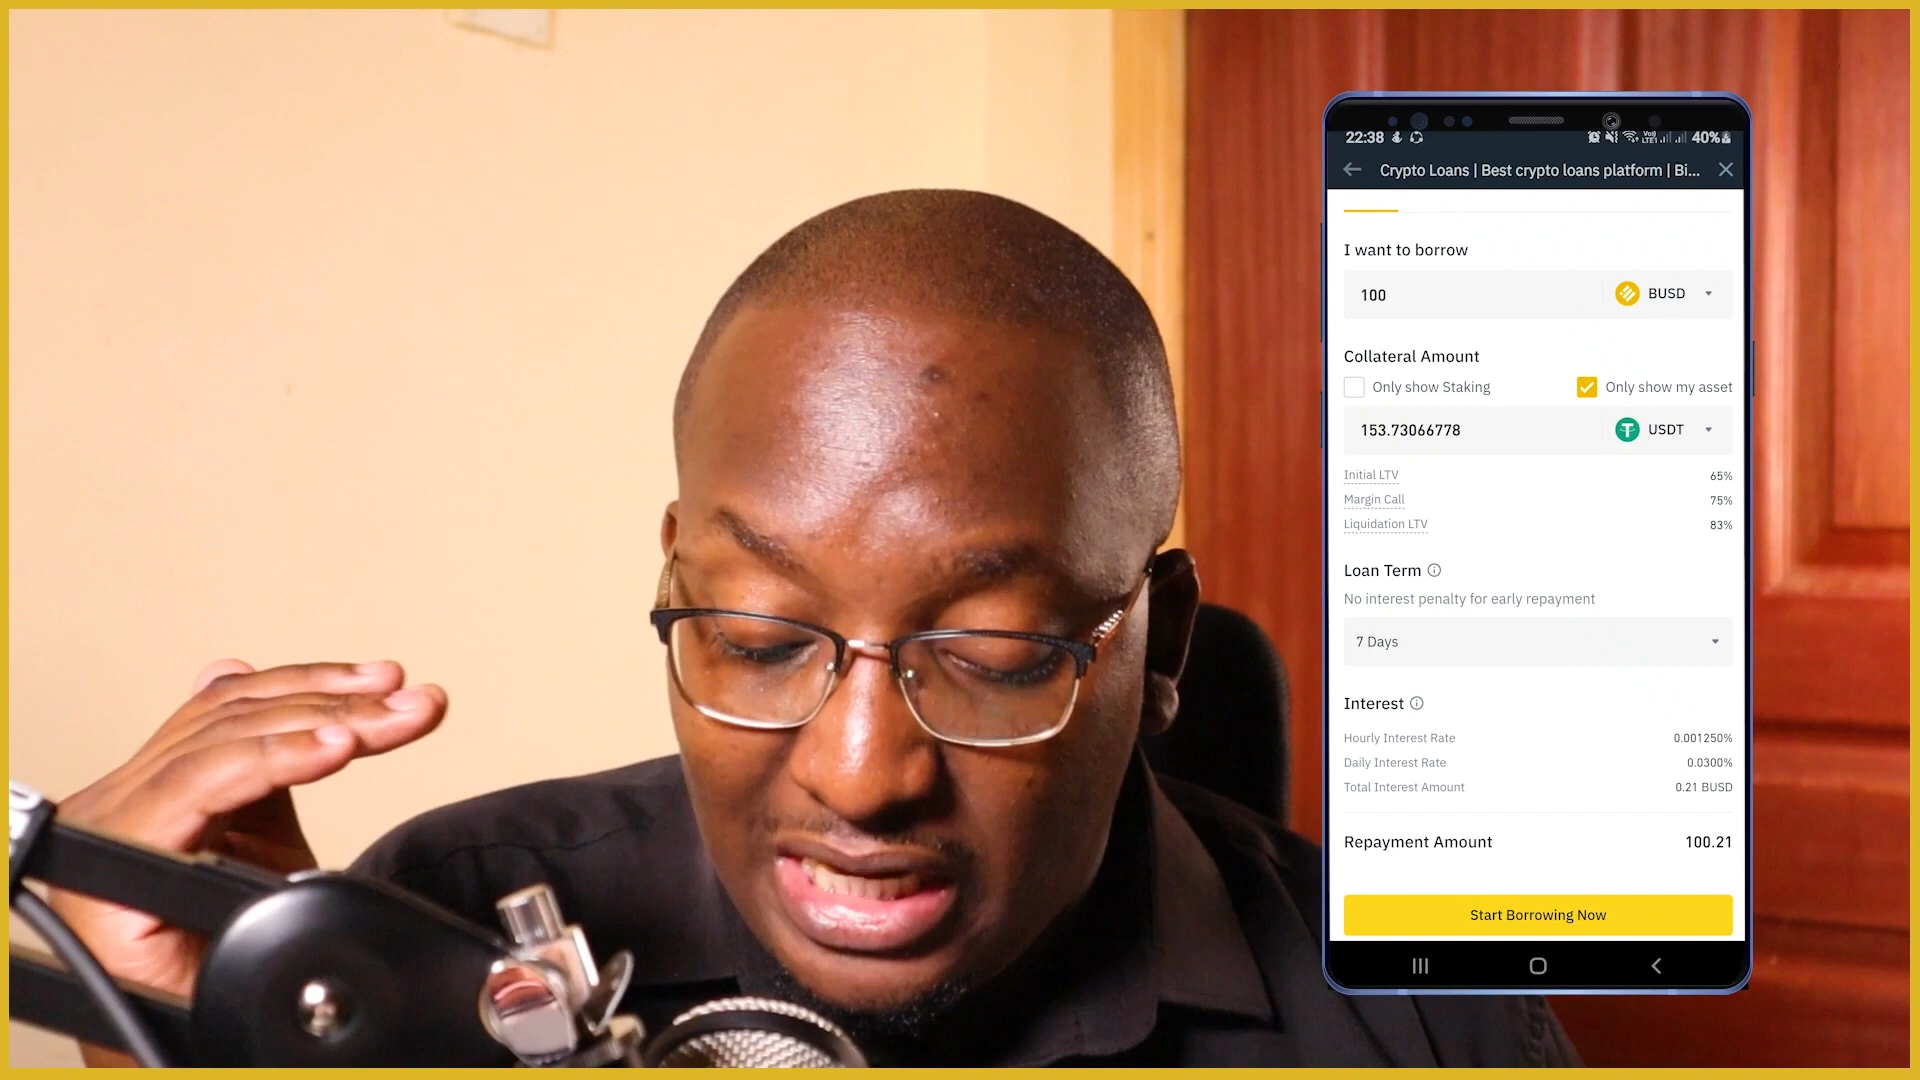 22:38
VoI)
LTE1
40%
Crypto Loans | Best crypto loans platform | Bi...
I want to borrow
100
BUSD
Collateral Amount
Only show Staking
Only show my asset
153.73066778
USDT
Initial LTV
65%
Margin Call
75%
Liquidation LTV
83%
Loan Term
No interest penalty for early repayment
7 Days
Interest
Hourly Interest Rate
0.001250%
Daily Interest Rate
0.0300%
Total Interest Amount
0.21 BUSD
Repayment Amount
100.21
Start Borrowing Now